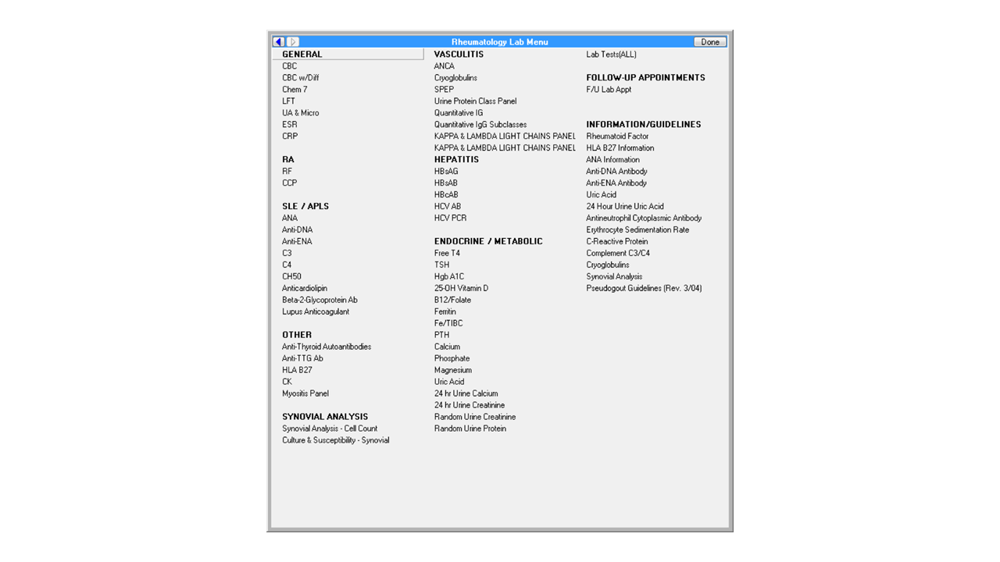 Rheumatology Lab Menu
Done
GENERAL
CBC
CBC w/Diff
Chem 7
LFT
UA & Micro
ESR
CRP
RA
RF
CCP
SLE / APLS
ANA
Anti-DNA
Anti-ENA
C3
C4
CH50
Anticardiolipin
Beta-2-Glycoprotein Ab
Lupus Anticoagulant
OTHER
Anti-Thyroid Autoantibodies
Anti-TTG Ab
HLA B27
CK
Myositis Panel
SYNOVIAL ANALYSIS
Synovial Analysis - Cell Count
Culture & Susceptibility - Synovial
VASCULITIS
ANCA
Cryoglobulins
SPEP
Urine Protein Class Panel
Quantitative IG
Quantitative IgG Subclasses
KAPPA & LAMBDA LIGHT CHAINS PANEL
KAPPA & LAMBDA LIGHT CHAINS PANEL
HEPATITIS
HBsAG
HBsAB
HBcAB
HCV AB
HCV PCR
ENDOCRINE / METABOLIC
Free T4
TSH
Hgb A1C
25-OH Vitamin D
B12/Folate
Ferritin
Fe/TIBC
PTH
Calcium
Phosphate
Magnesium
Uric Acid
24 hr Urine Calcium
24 hr Urine Creatinine
Random Urine Creatinine
Random Urine Protein
Lab Tests(ALL)
FOLLOW-UP APPOINTMENTS
F/U Lab Appt
INFORMATION/GUIDELINES
Rheumatoid Factor
HLA B27 Information
ANA Information
Anti-DNA Antibody
Anti-ENA Antibody
Uric Acid
24 Hour Urine Uric Acid
Antineutrophil Cytoplasmic Antibody
Erythrocyte Sedimentation Rate
C-Reactive Protein
Complement C3/C4
Cryoglobulins
Synovial Analysis
Pseudogout Guidelines (Rev. 3/04)